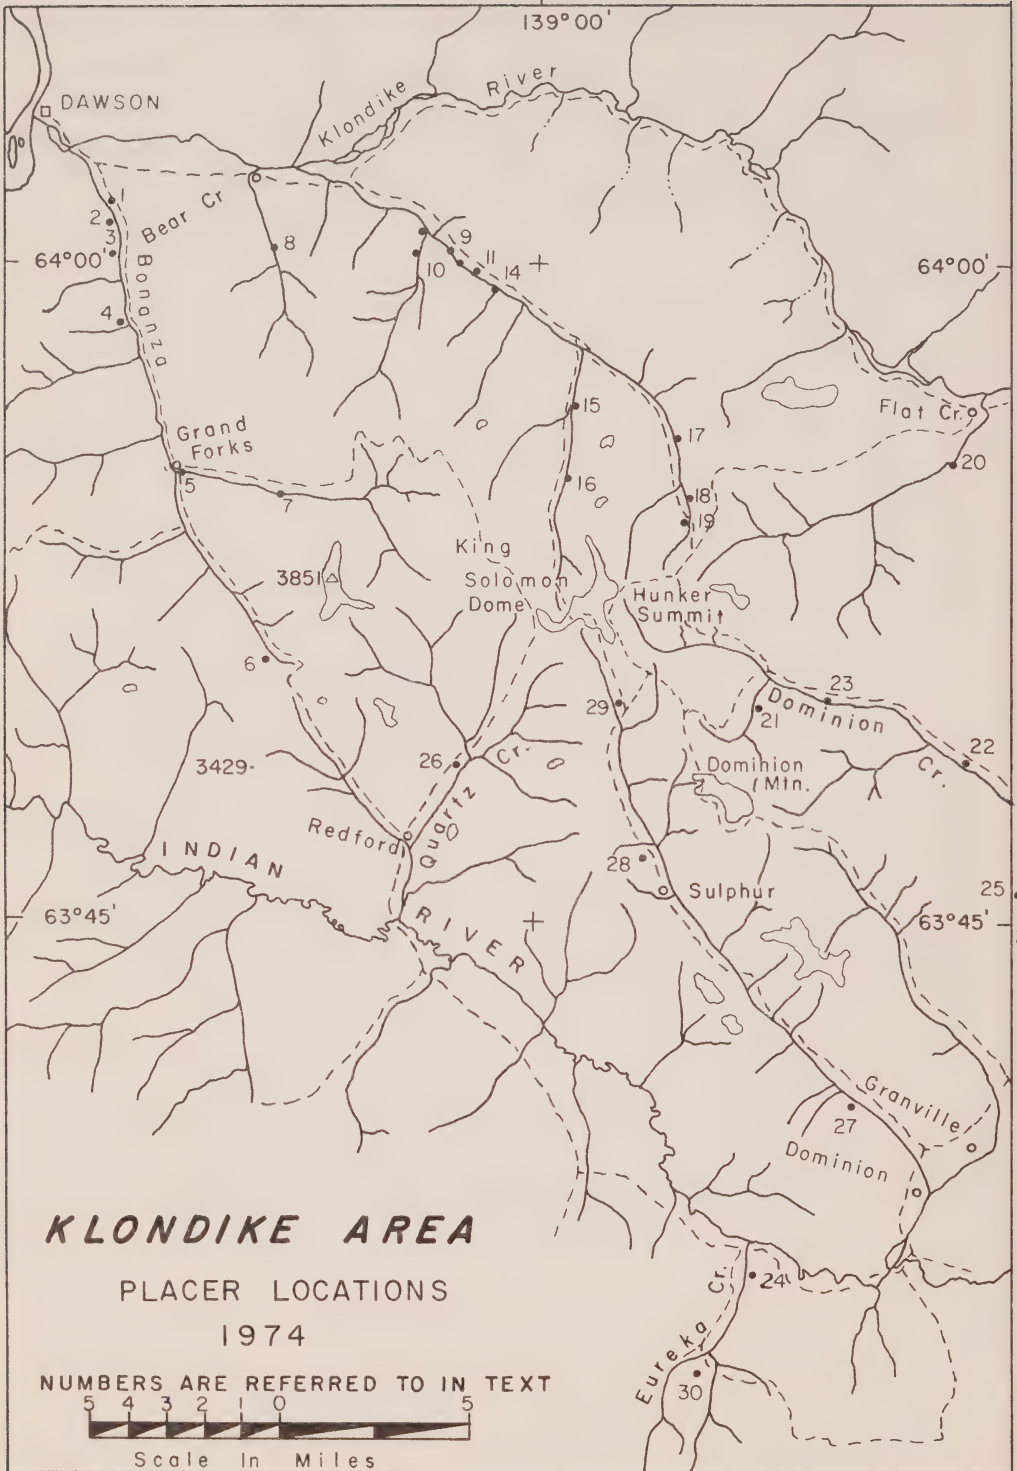 139°00'
Klondike River
DAWSON
1
2
Bear Cr
3
8
9
10
11
14
64°00'
64°00'
Bonanza
4
15
Flat Cr.
Grand
Forks
17
20
5
7
16
18
19
King
Solomon
Dome
3851
Hunker
Summit
6
29
23
21
Dominion Cr.
22
3429
26
Quartz Cr.
Dominion
Mtn.
Redford
INDIAN RIVER
28
Sulphur
25
63°45'
63°45'
Granville
27
Dominion
KLONDIKE AREA
PLACER LOCATIONS
1974
24
Eureka Cr.
30
NUMBERS ARE REFERRED TO IN TEXT
5 4 3 2 1 0 5
Scale In Miles